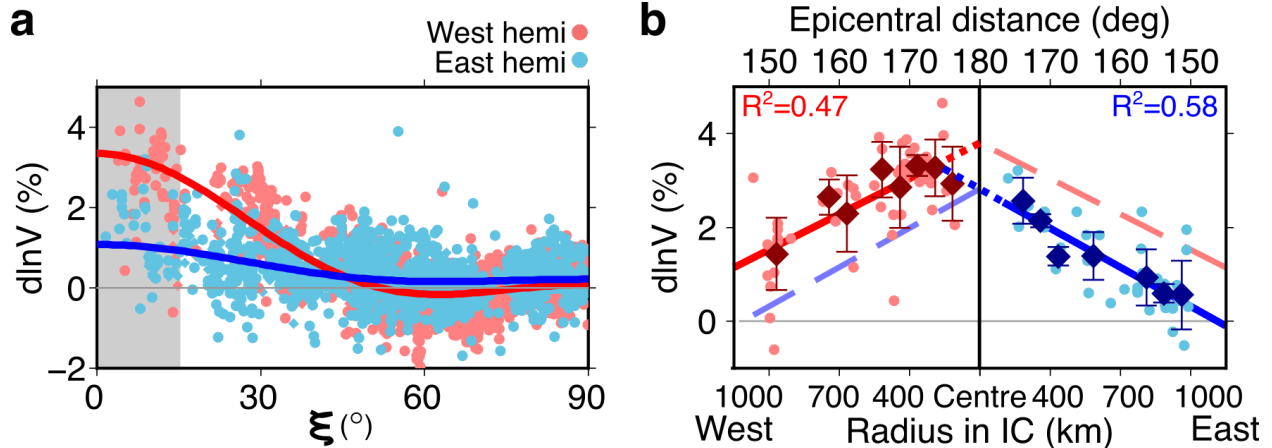 a
West hemi
East hemi
dlnV (%)
4
2
0
−2
0 30 60 90
ξ (°)
b
Epicentral distance (deg)
150 160 170 180 170 160 150
R²=0.47
R²=0.58
dlnV (%)
4
2
0
1000 700 400 Centre 400 700 1000
West Radius in IC (km) East